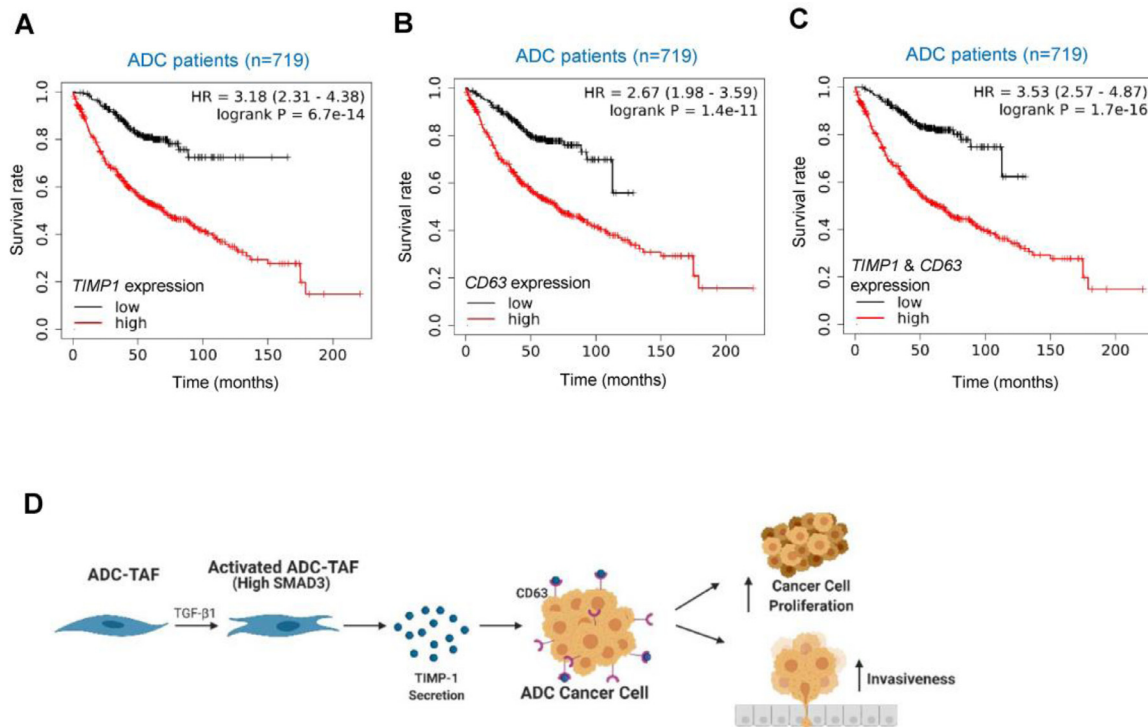 A
ADC patients (n=719)
HR = 3.18 (2.31 - 4.38)
logrank P = 6.7e-14
Survival rate
0.0 0.2 0.4 0.6 0.8 1.0
TIMP1 expression
low
high
0 50 100 150 200
Time (months)
B
ADC patients (n=719)
HR = 2.67 (1.98 - 3.59)
logrank P = 1.4e-11
Survival rate
0.0 0.2 0.4 0.6 0.8 1.0
CD63 expression
low
high
0 50 100 150 200
Time (months)
C
ADC patients (n=719)
HR = 3.53 (2.57 - 4.87)
logrank P = 1.7e-16
Survival rate
0.0 0.2 0.4 0.6 0.8 1.0
TIMP1 & CD63
expression
low
high
0 50 100 150 200
Time (months)
D
ADC-TAF
TGF-β1
Activated ADC-TAF
(High SMAD3)
TIMP-1
Secretion
CD63
ADC Cancer Cell
Cancer Cell
Proliferation
Invasiveness